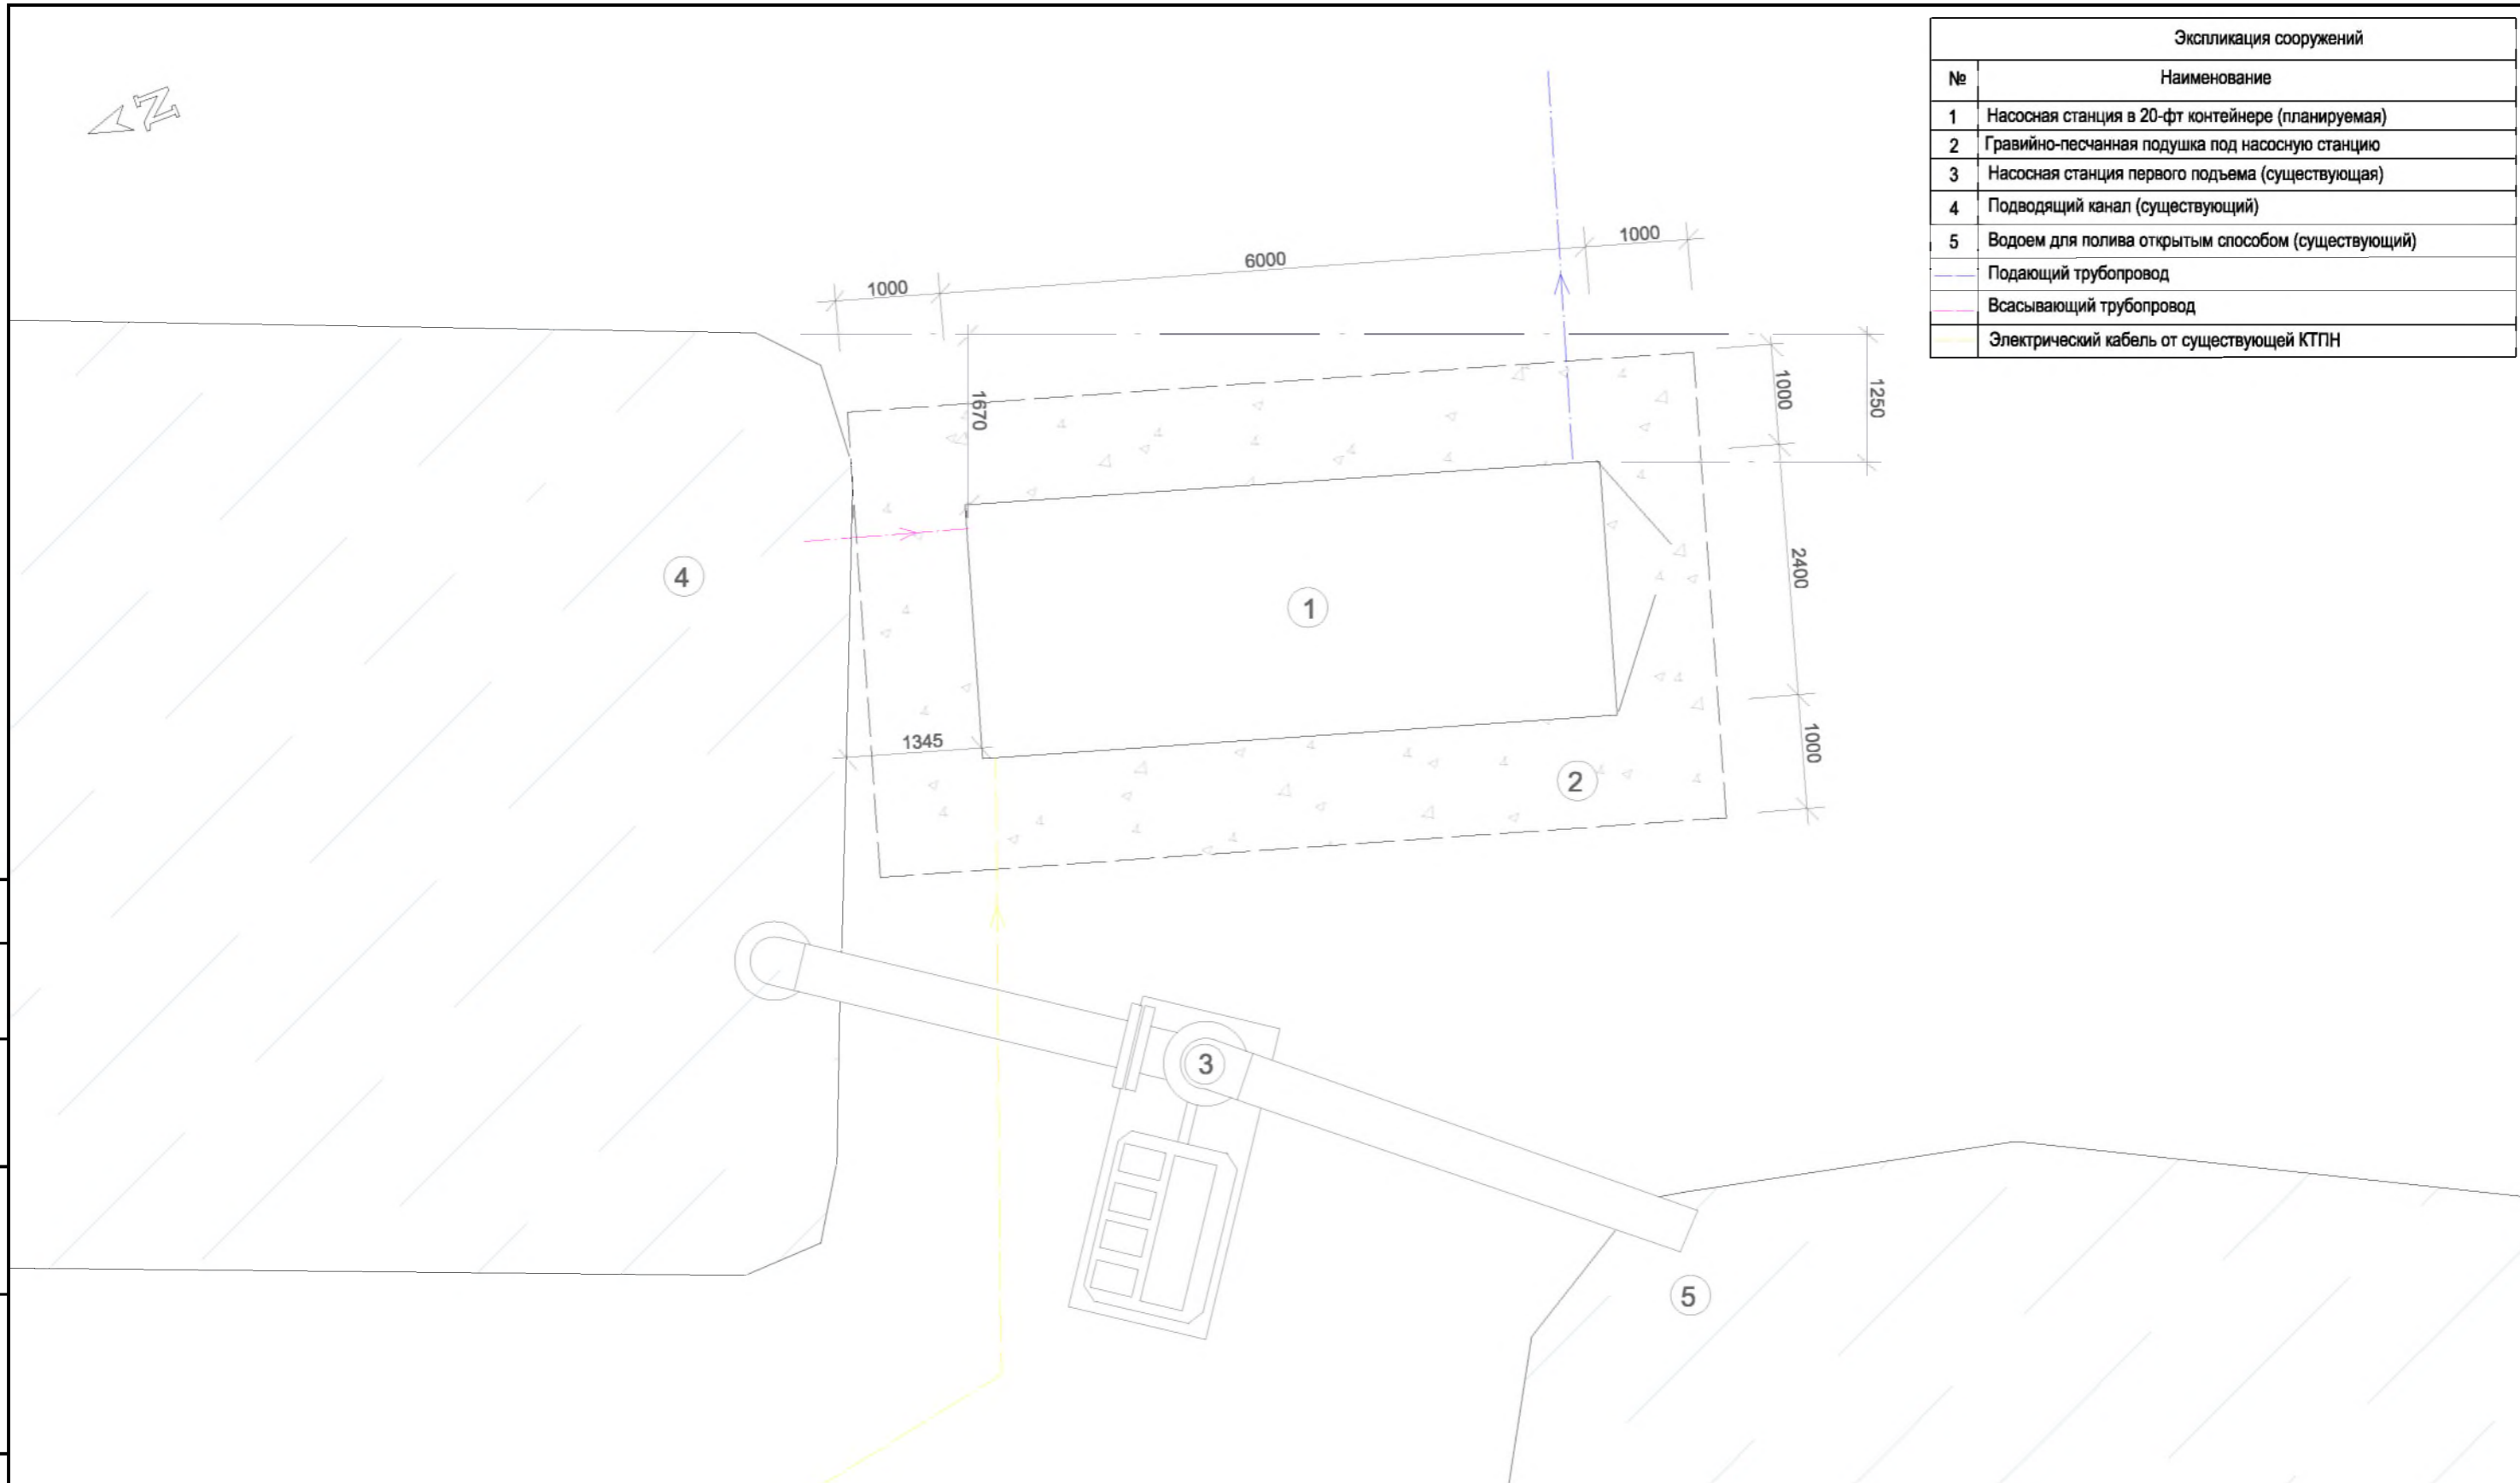 Экспликация сооружений
№ Наименование
1 Насосная станция в 20-фт контейнере (планируемая)
2 Гравийно-песчанная подушка под насосную станцию
3 Насосная станция первого подъема (существующая)
4 Подводящий канал (существующий)
5 Водоем для полива открытым способом (существующий)
Подающий трубопровод
Всасывающий трубопровод
Электрический кабель от существующей КТПН
N
1000
6000
1000
1670
1000
1250
2400
1000
1345
4
1
2
3
5